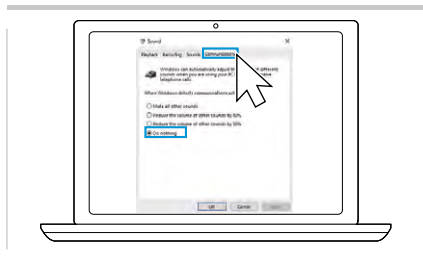 Sound
Playback Recording Sounds Communications
Windows can automatically adjust the different
sounds when you are using your PC
telephone calls.
When Windows detects communications
Mute all other sounds
Reduce the volume of other sounds by 80%
Reduce the volume of other sounds by 50%
Do nothing
OK Cancel